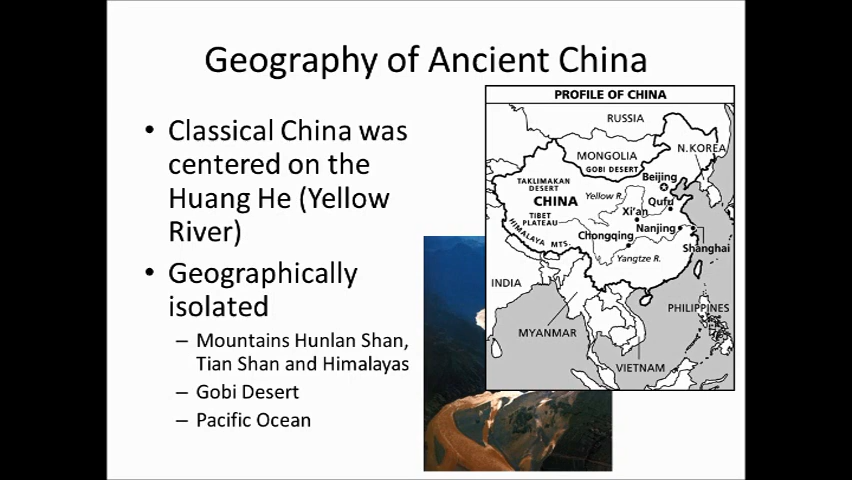 Geography of Ancient China
• Classical China was
centered on the
Huang He (Yellow
River)
• Geographically
isolated
– Mountains Hunlan Shan,
Tian Shan and Himalayas
– Gobi Desert
– Pacific Ocean
PROFILE OF CHINA
RUSSIA
MONGOLIA
N. KOREA
GOBI DESERT
Beijing
TAKLIMAKAN
DESERT
CHINA
Yellow R.
Qufu
Xi'an
TIBET
PLATEAU
Nanjing
Chongqing
HIMALAYA MTS.
Shanghai
Yangtze R.
INDIA
PHILIPPINES
MYANMAR
VIETNAM